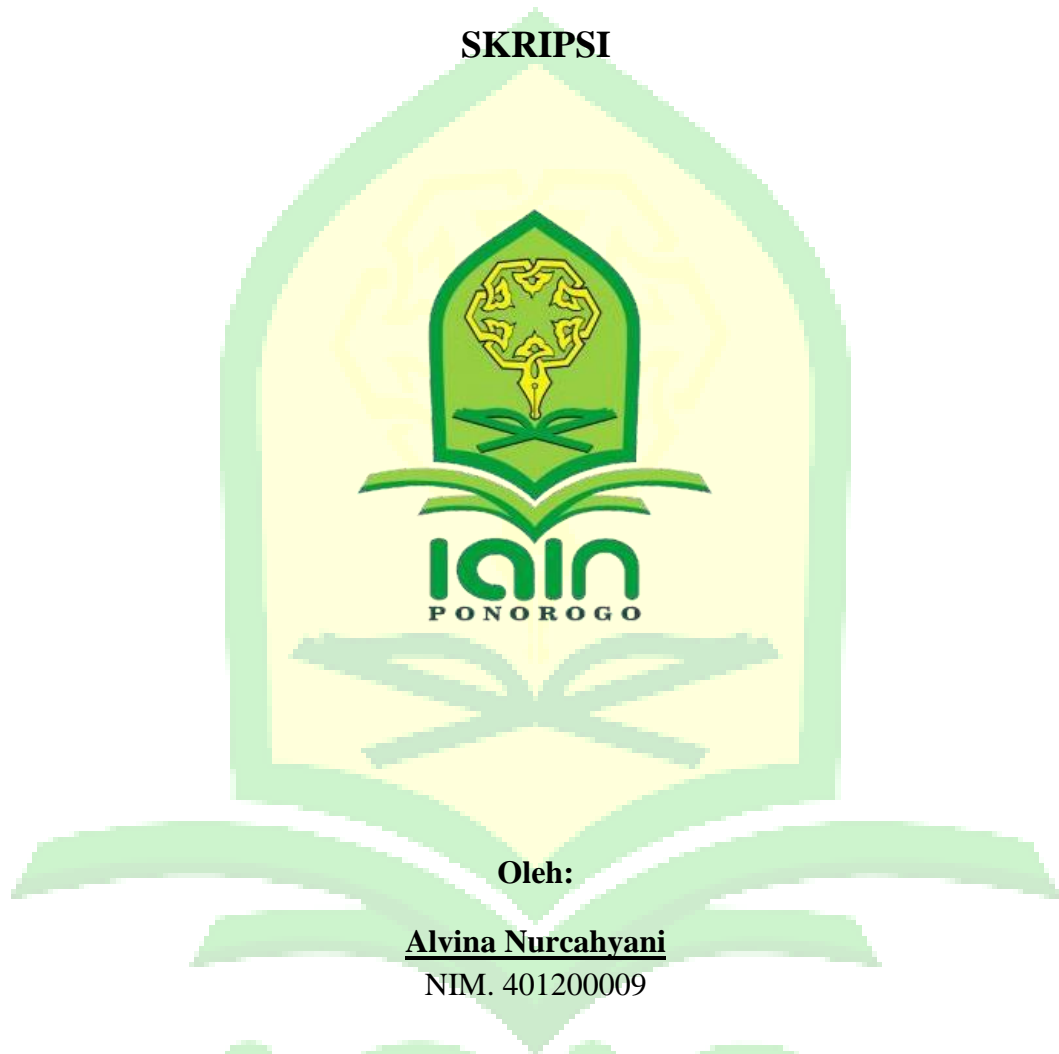 SKRIPSI
IAIN
PONOROGO
Oleh:
Alvina Nurcahyani
NIM. 401200009